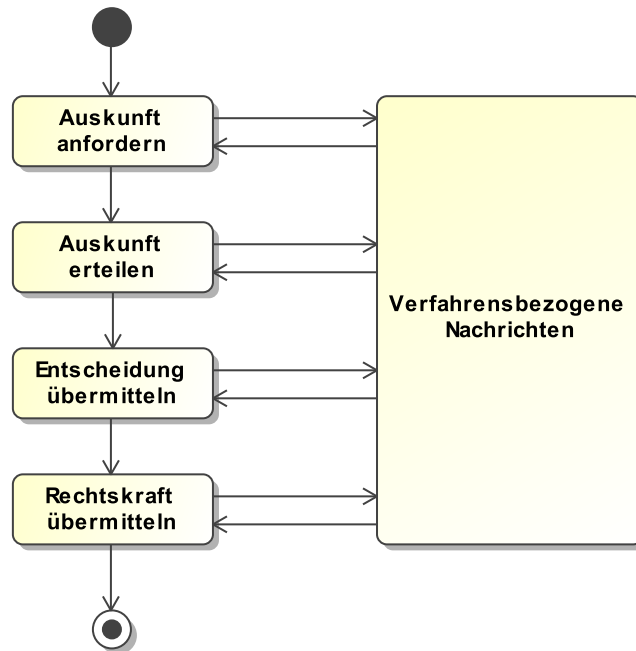 Auskunft
anfordern
Auskunft
erteilen
Verfahrensbezogene
Nachrichten
Entscheidung
übermitteln
Rechtskraft
übermitteln